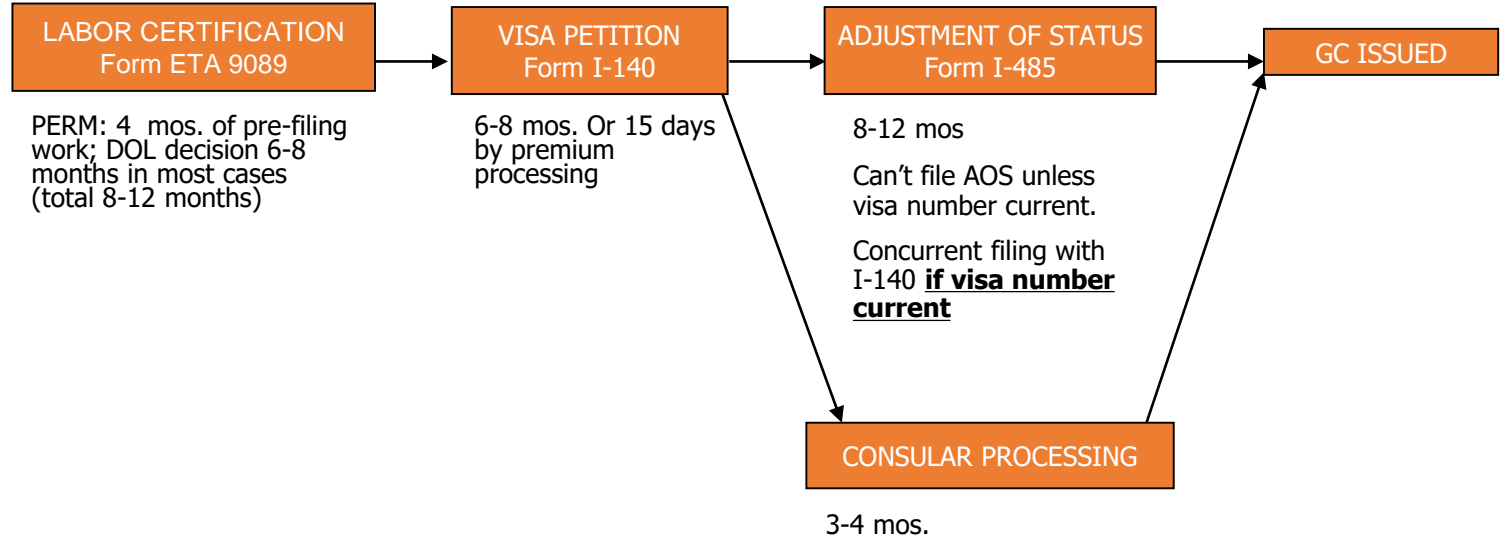 LABOR CERTIFICATION
Form ETA 9089
PERM: 4 mos. of pre-filing
work; DOL decision 6-8
months in most cases
(total 8-12 months)
VISA PETITION
Form I-140
6-8 mos. Or 15 days
by premium
processing
ADJUSTMENT OF STATUS
Form I-485
8-12 mos
Can’t file AOS unless
visa number current.
Concurrent filing with
I-140 if visa number
current
GC ISSUED
CONSULAR PROCESSING
3-4 mos.